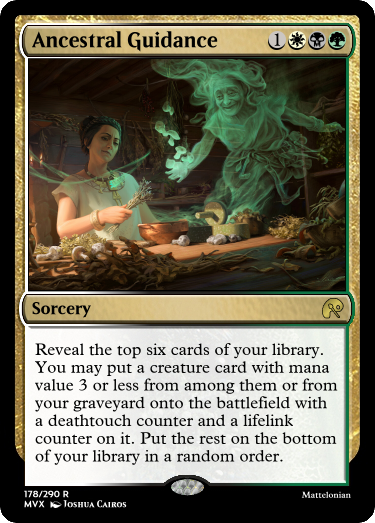 Ancestral Guidance 1
Sorcery
Reveal the top six cards of your library.
You may put a creature card with mana
value 3 or less from among them or from
your graveyard onto the battlefield with
a deathtouch counter and a lifelink
counter on it. Put the rest on the bottom
of your library in a random order.
178/290 R
MVX Joshua Cairos
Mattelonian